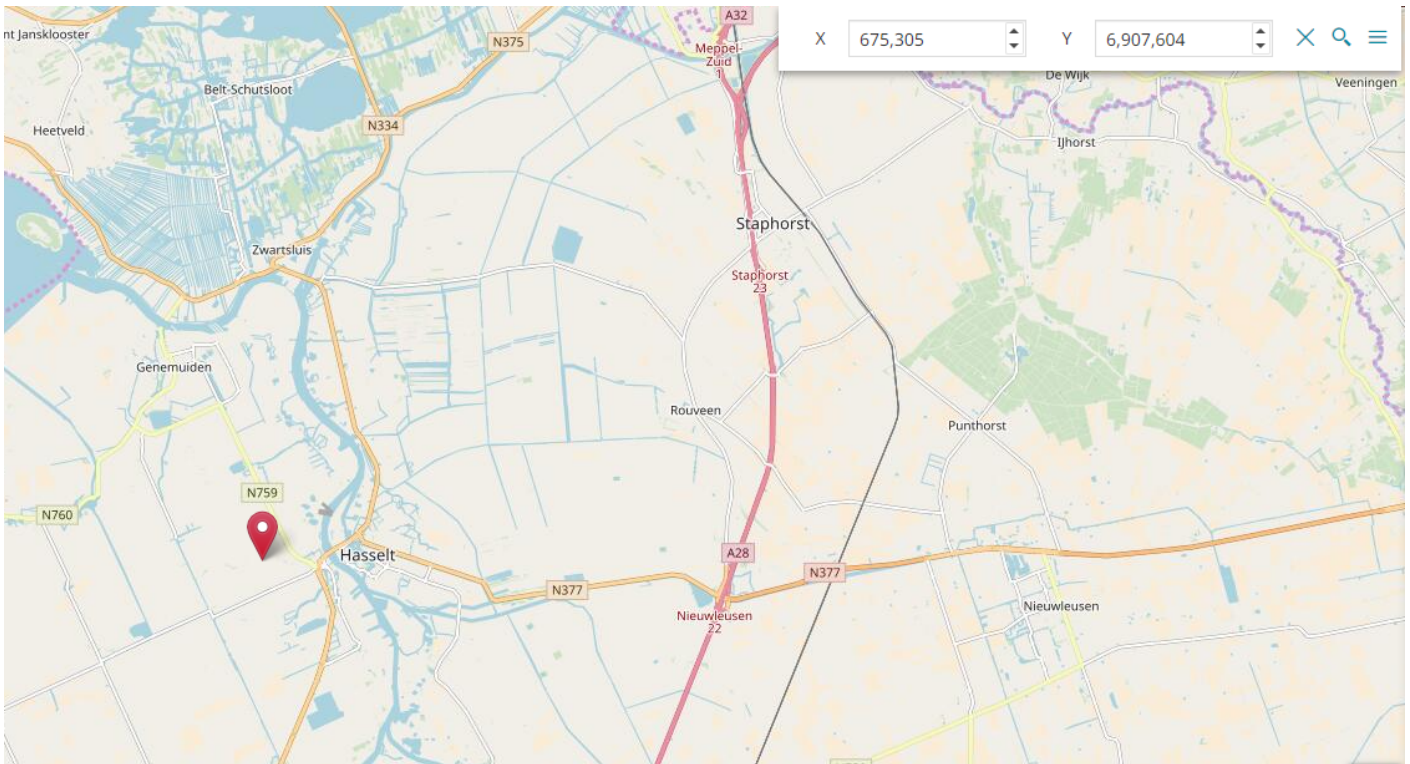 nt Jansklooster
N375
A32
Meppel-
Zuid
1
X 675,305 Y 6,907,604
De Wijk
Veeningen
Belt-Schutsloot
Heetveld
N334
IJhorst
Staphorst
Zwartsluis
Staphorst
23
Genemuiden
Rouveen
Punthorst
N759
N760
Hasselt
A28
N377
N377
Nieuwleusen
22
Nieuwleusen